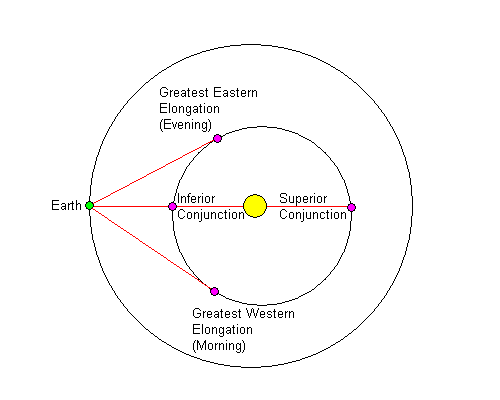 Greatest Eastern
Elongation
(Evening)
Earth
Inferior
Conjunction
Superior
Conjunction
Greatest Western
Elongation
(Morning)